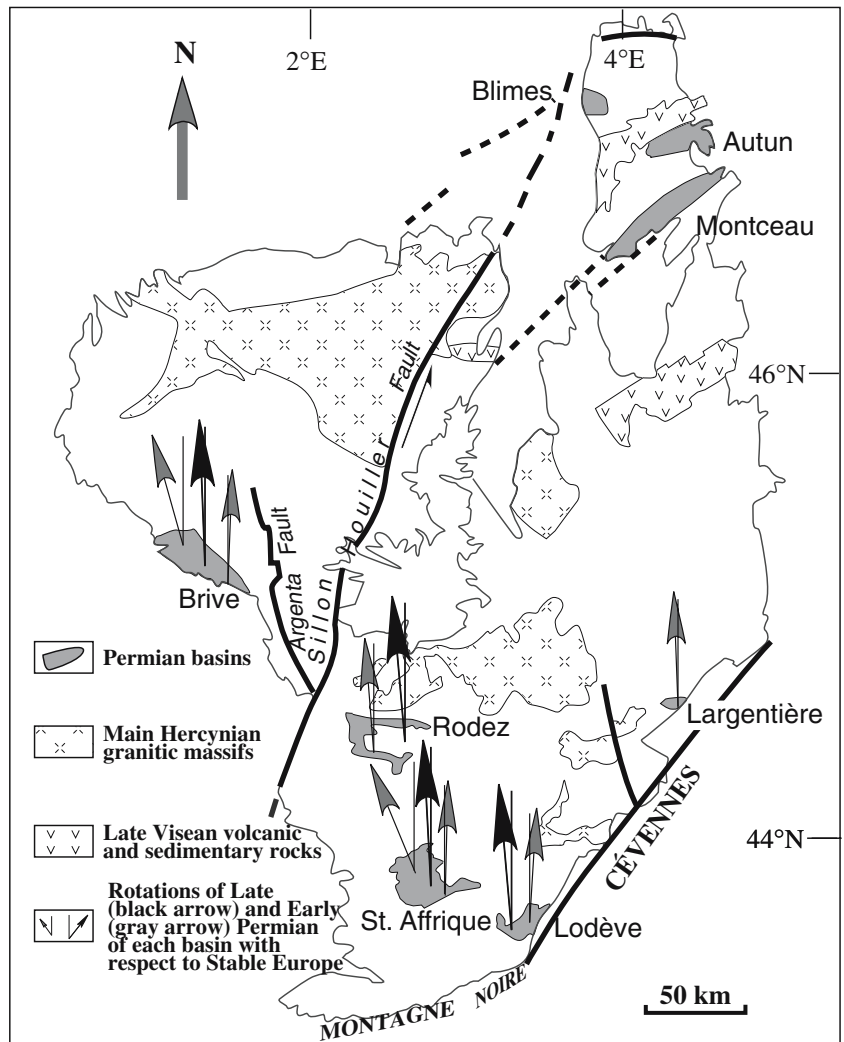 N
2°E
4°E
Blimes
Autun
Montceau
46°N
Sillon Houiller Fault
Argenta Fault
Brive
Permian basins
Main Hercynian
granitic massifs
Late Visean volcanic
and sedimentary rocks
Rotations of Late
(black arrow) and Early
(gray arrow) Permian
of each basin with
respect to Stable Europe
Rodez
Largentière
CÉVENNES
44°N
St. Affrique
Lodève
MONTAGNE NOIRE
50 km